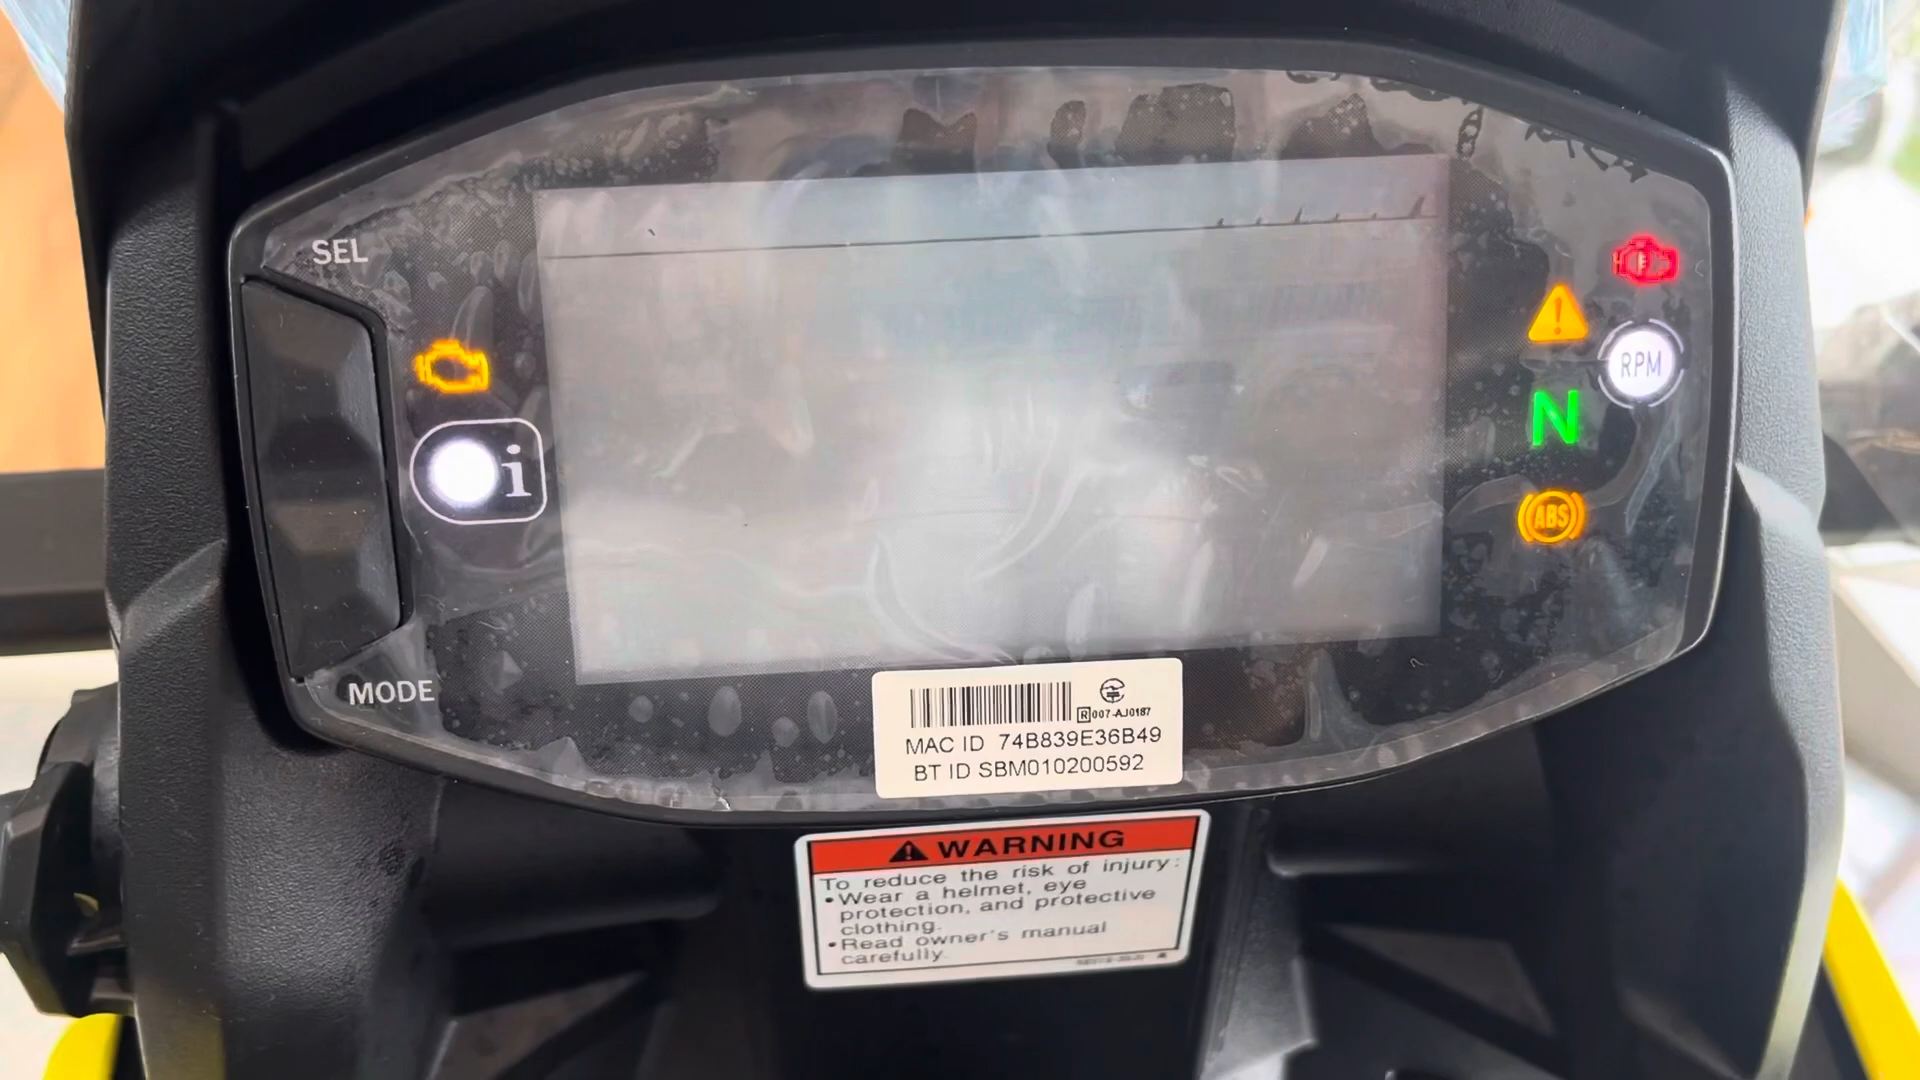 SEL
i
RPM
N
ABS
MODE
R 007-AJ0187
MAC ID 74B839E36B49
BT ID SBM010200592
WARNING
To reduce the risk of injury:
•Wear a helmet, eye
protection, and protective
clothing.
•Read owner's manual
carefully.